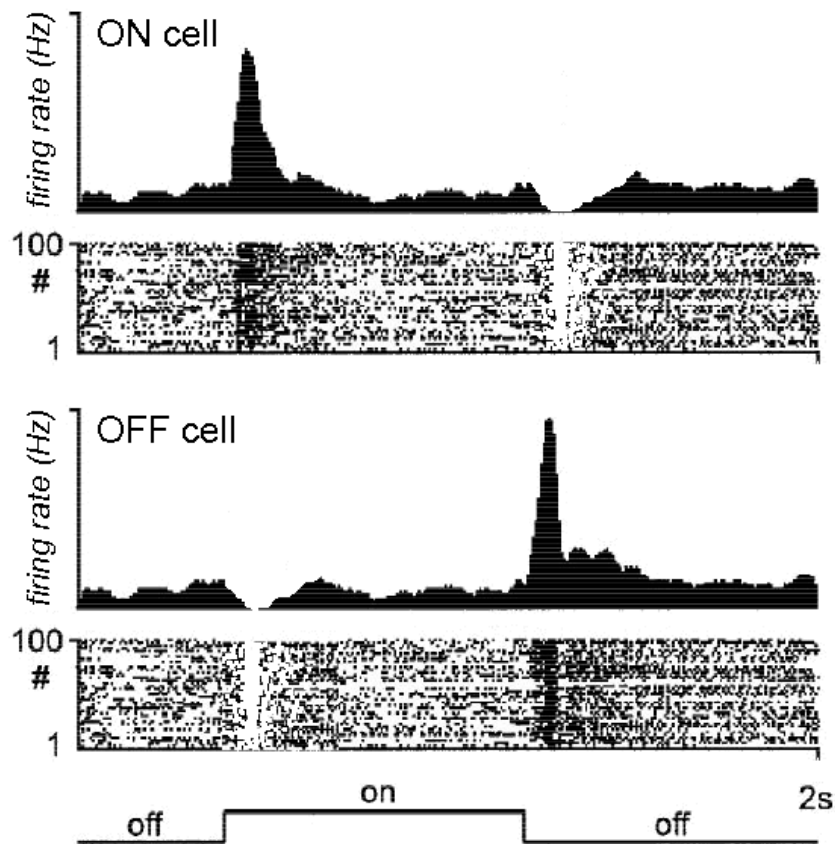 ON cell
firing rate (Hz)
100
#
1
OFF cell
firing rate (Hz)
100
#
1
off
on
off
2s